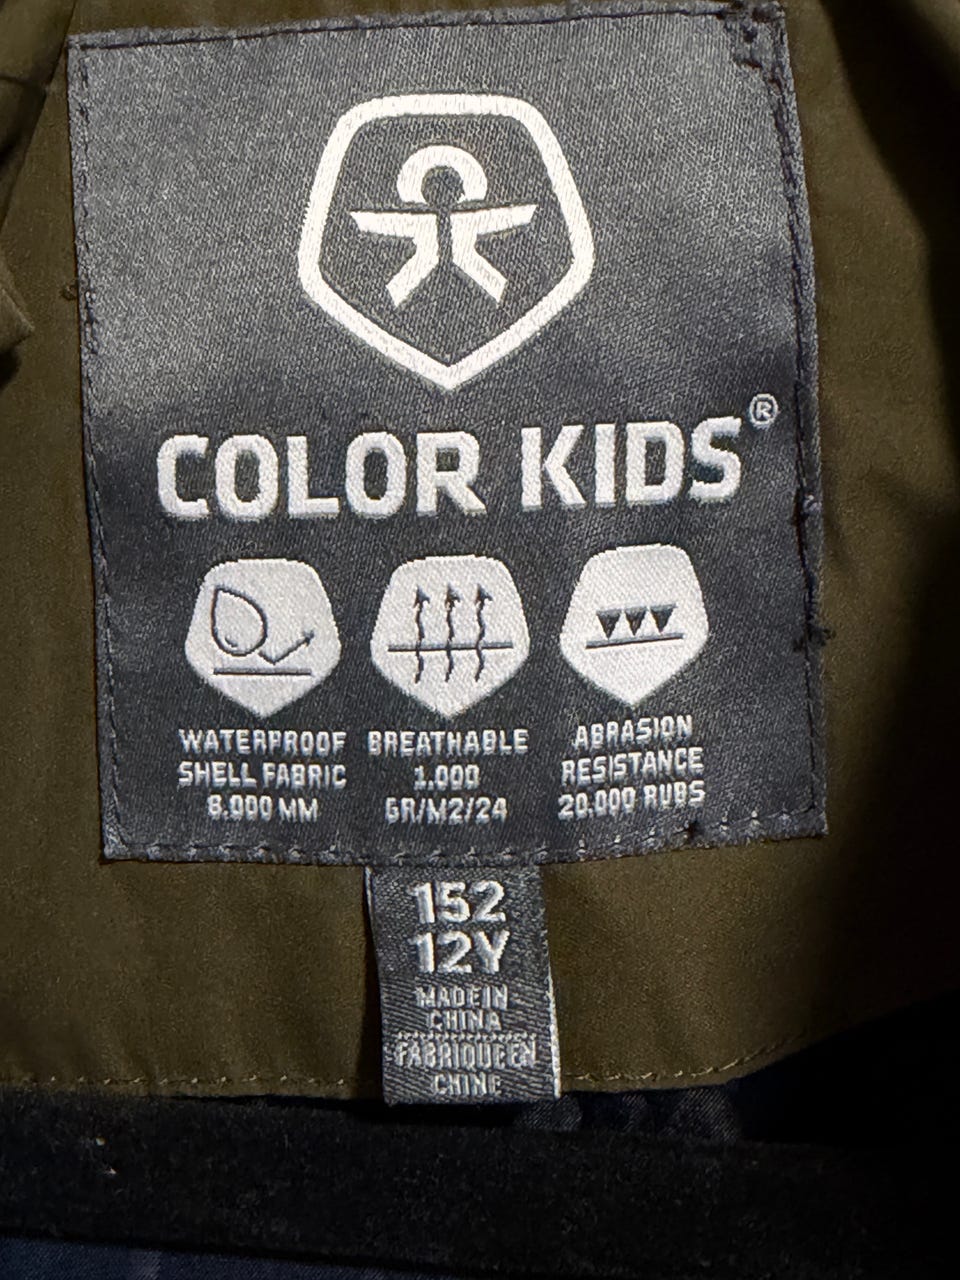 COLOR KIDS®
WATERPROOF
SHELL FABRIC
8.000 MM
BREATHABLE
1.000
GR/M2/24
ABRASION
RESISTANCE
20.000 RUBS
152
12Y
MADE IN
CHINA
FABRIQUE EN
CHINE